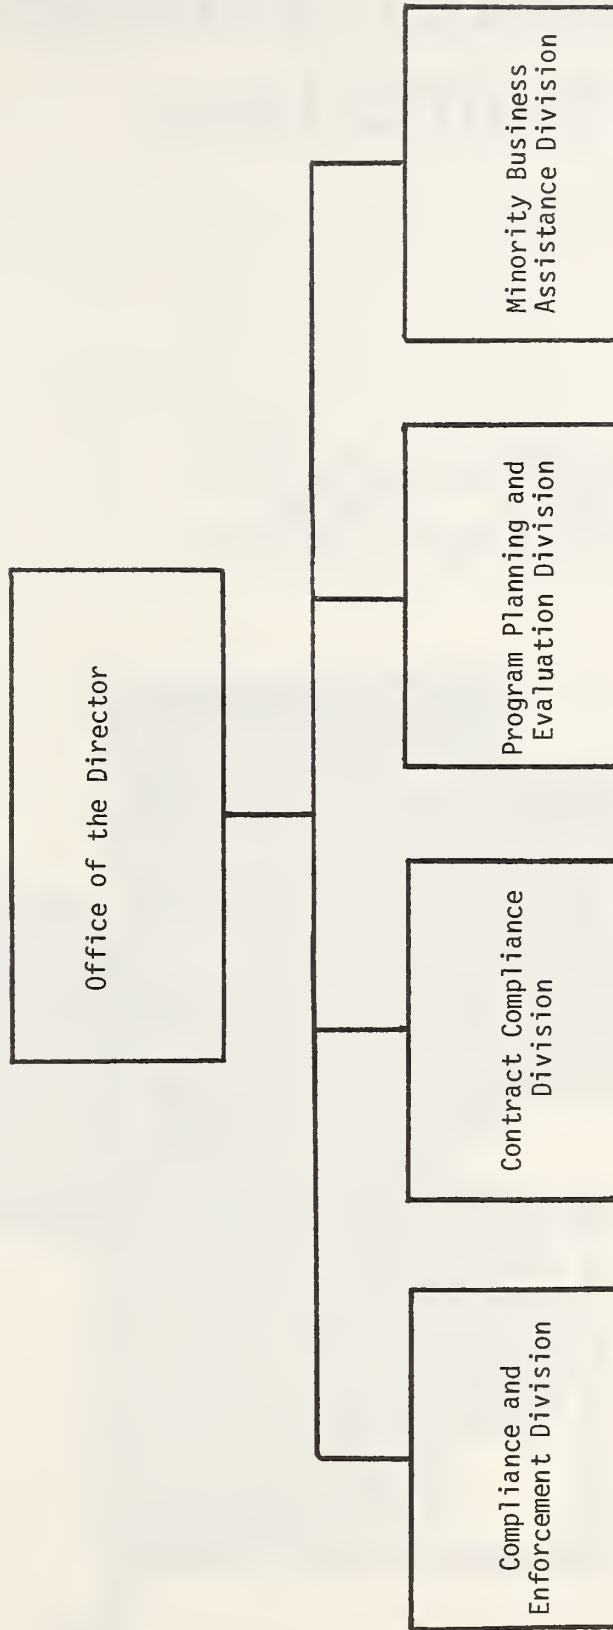 Office of the Director
Compliance and
Enforcement Division
Contract Compliance
Division
Program Planning and
Evaluation Division
Minority Business
Assistance Division